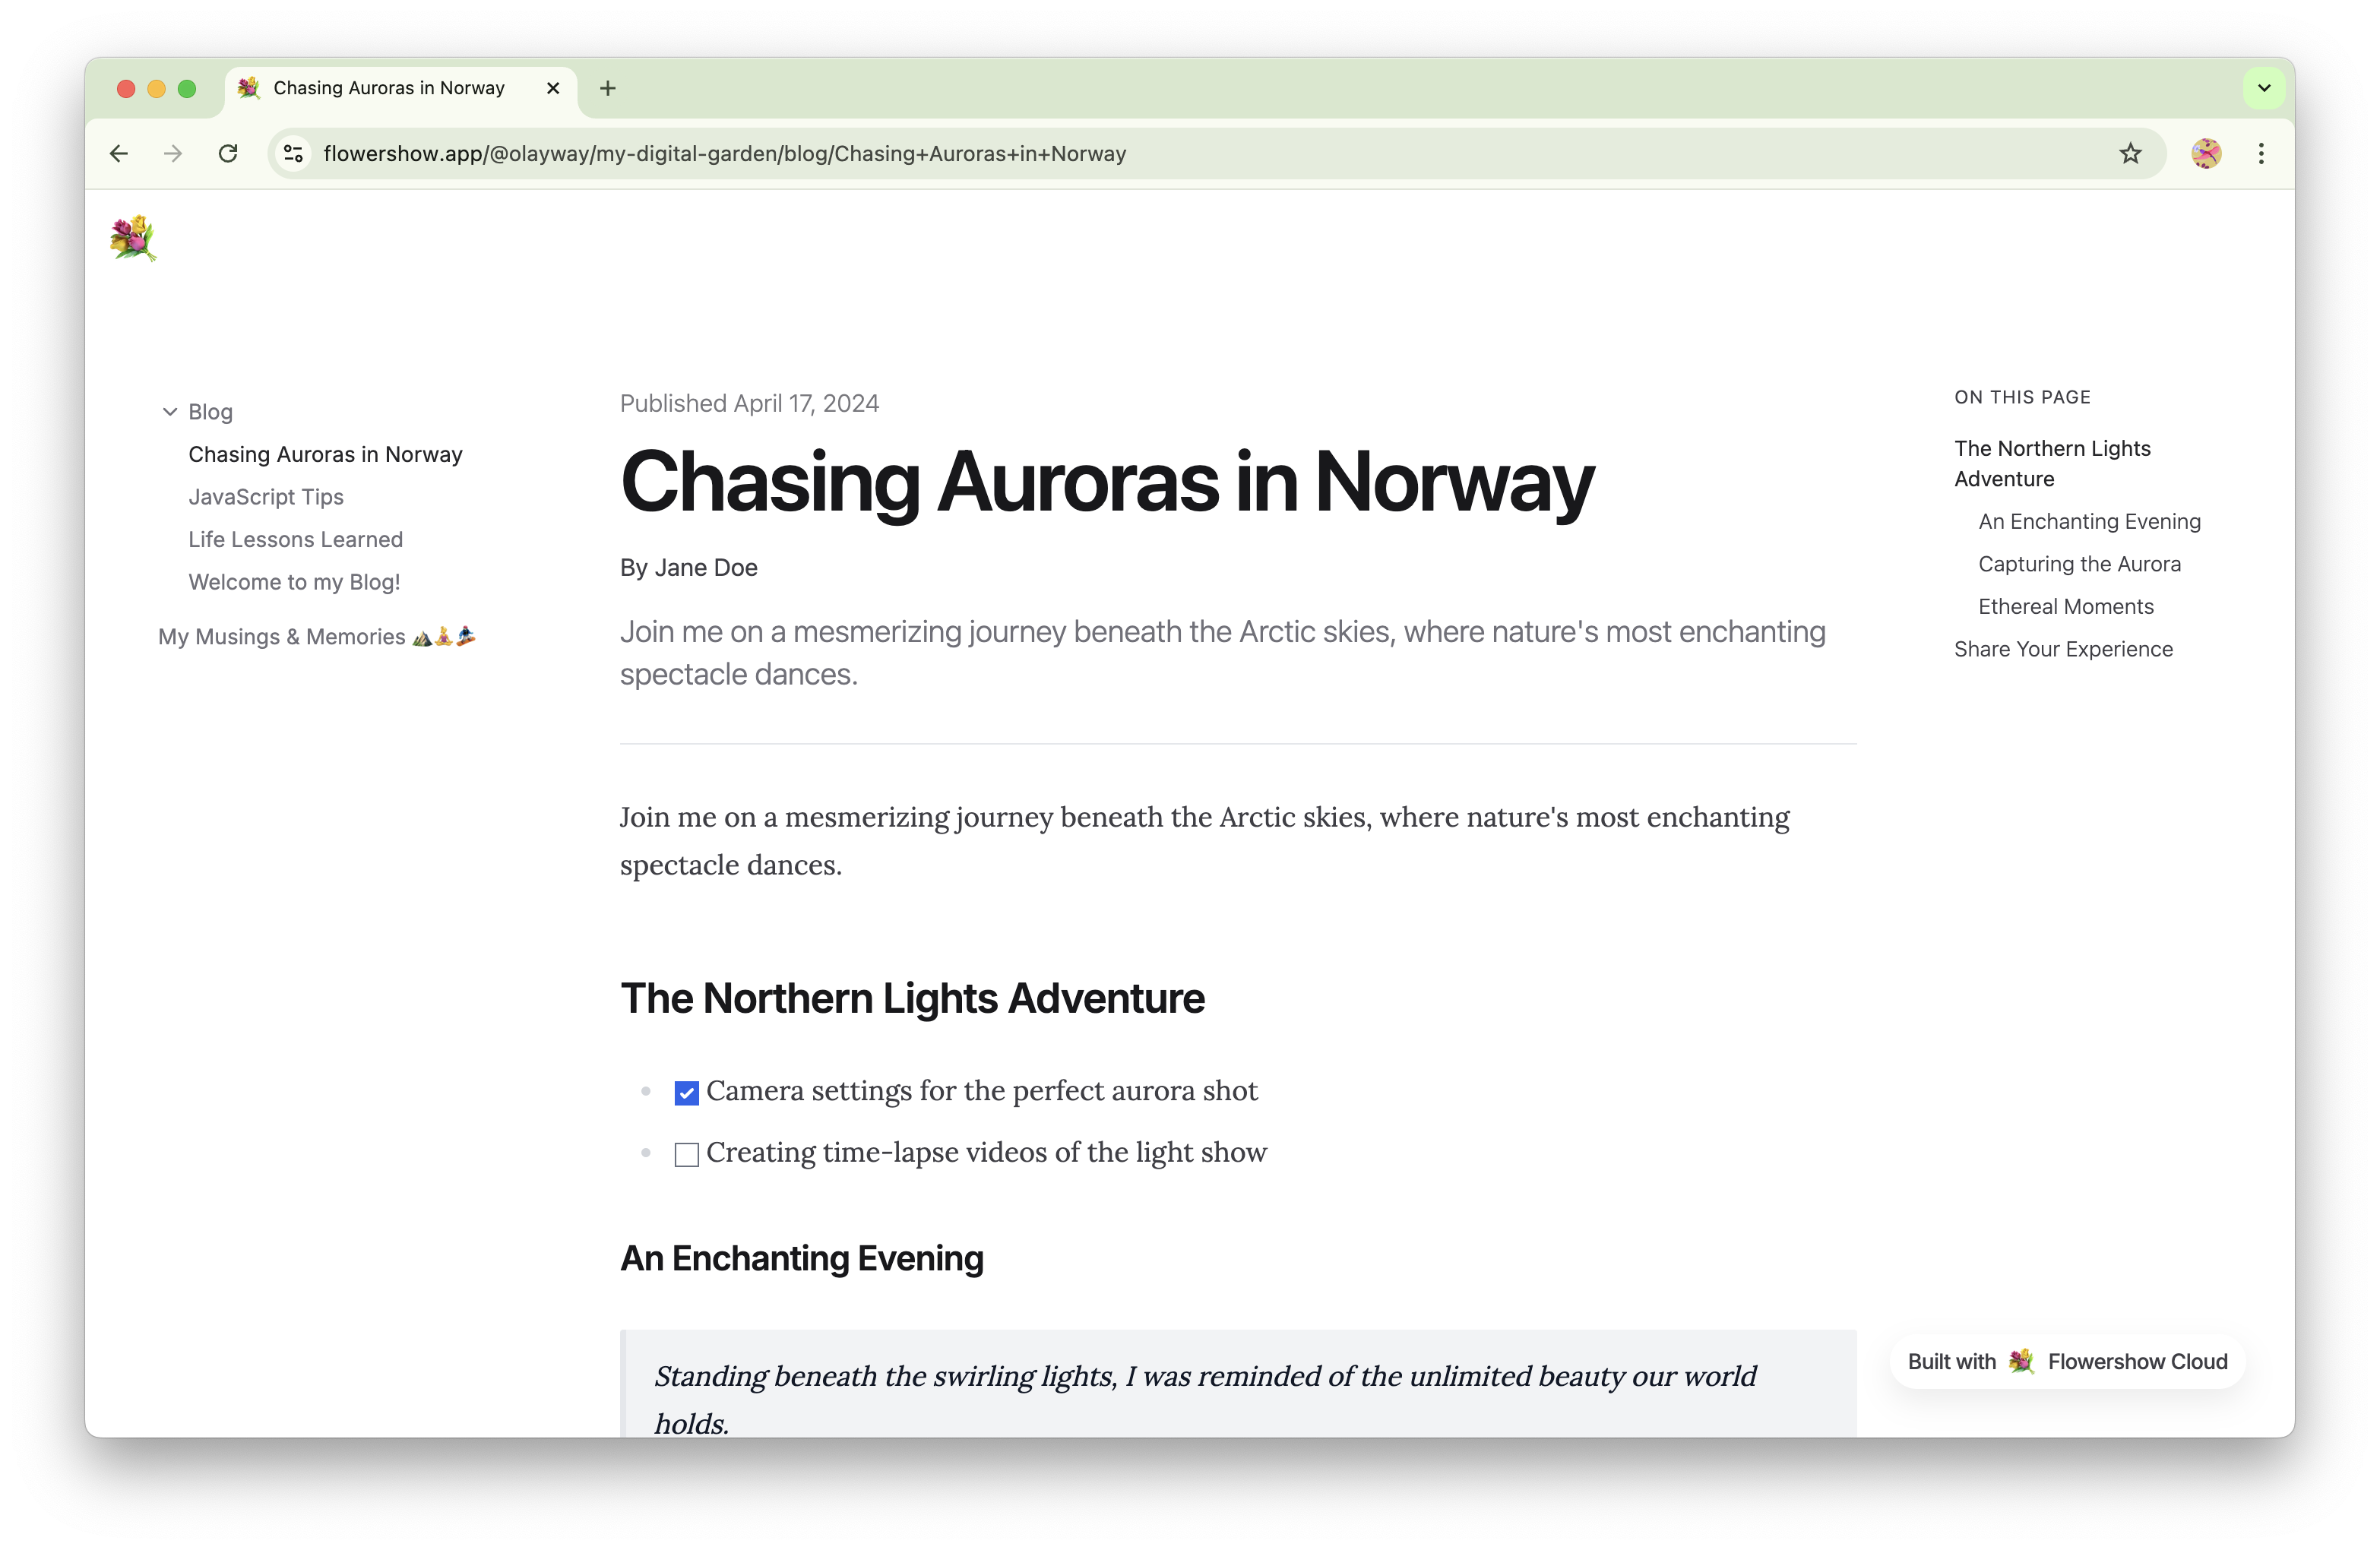 Chasing Auroras in Norway
flowershow.app/@olayway/my-digital-garden/blog/Chasing+Auroras+in+Norway
Blog
Chasing Auroras in Norway
JavaScript Tips
Life Lessons Learned
Welcome to my Blog!
My Musings & Memories ⛰️🧘‍♀️🏂
Published April 17, 2024
Chasing Auroras in Norway
By Jane Doe
Join me on a mesmerizing journey beneath the Arctic skies, where nature's most enchanting
spectacle dances.
Join me on a mesmerizing journey beneath the Arctic skies, where nature's most enchanting
spectacle dances.
The Northern Lights Adventure
Camera settings for the perfect aurora shot
Creating time-lapse videos of the light show
An Enchanting Evening
Standing beneath the swirling lights, I was reminded of the unlimited beauty our world
holds.
ON THIS PAGE
The Northern Lights
Adventure
An Enchanting Evening
Capturing the Aurora
Ethereal Moments
Share Your Experience
Built with 💐 Flowershow Cloud